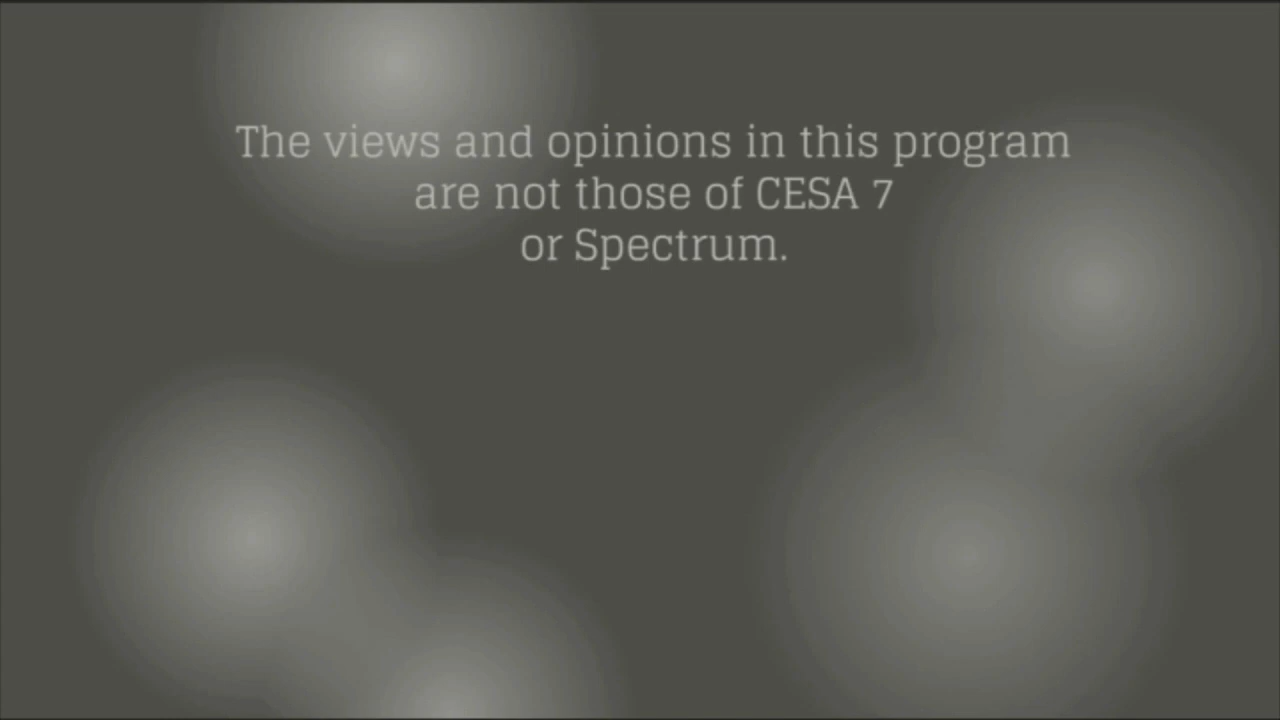 The views and opinions in this program
are not those of CESA 7
or Spectrum.